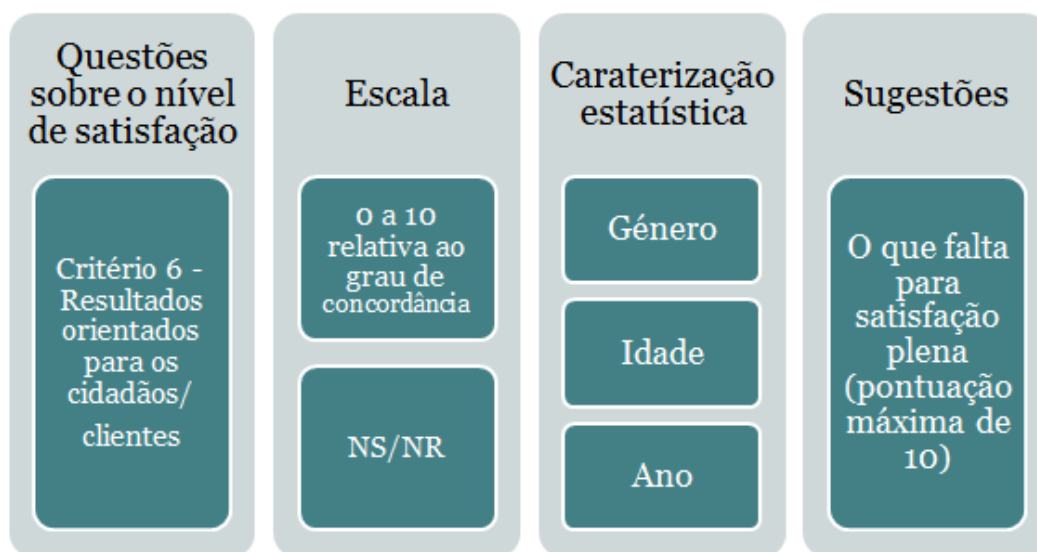 Questões
sobre o nível
de satisfação
Critério 6 -
Resultados
orientados
para os
cidadãos/
clientes
Escala
0 a 10
relativa ao
grau de
concordância
NS/NR
Caraterização
estatística
Género
Idade
Ano
Sugestões
O que falta
para
satisfação
plena
(pontuação
máxima de
10)